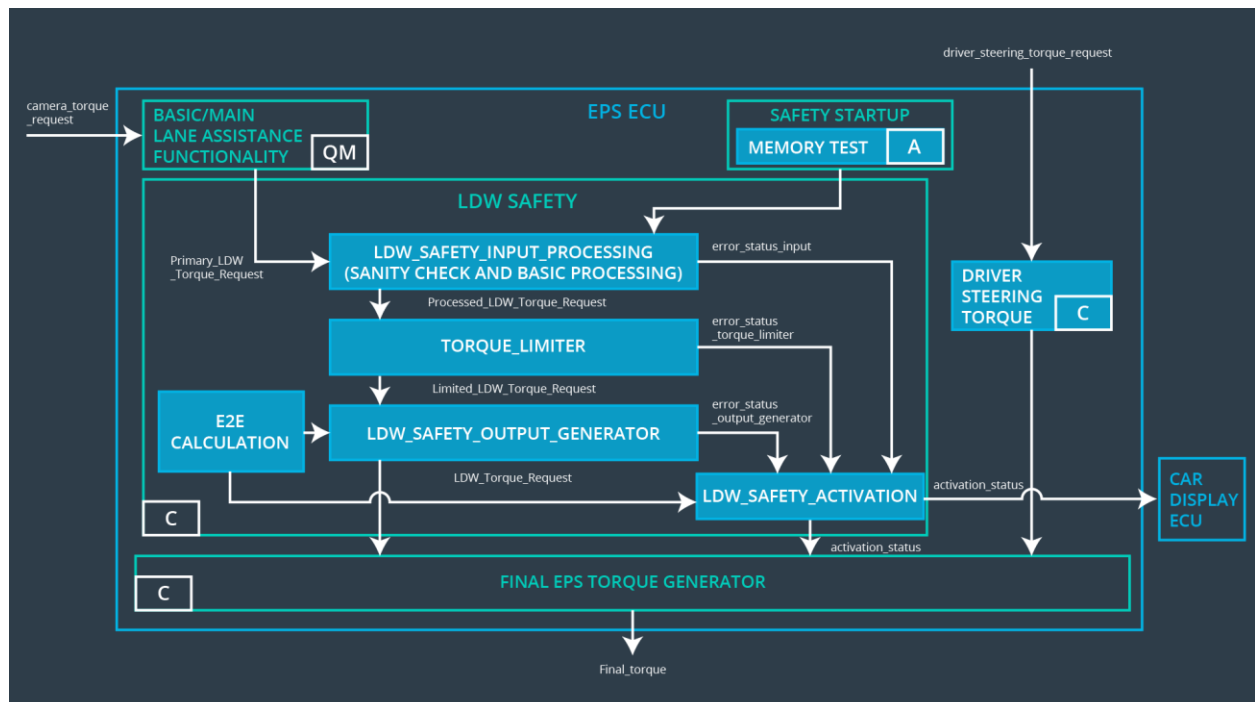 driver_steering_torque_request
camera_torque
_request
EPS ECU
BASIC/MAIN
LANE ASSISTANCE
FUNCTIONALITY
QM
SAFETY STARTUP
MEMORY TEST
A
LDW SAFETY
Primary_LDW
_Torque_Request
LDW_SAFETY_INPUT_PROCESSING
(SANITY CHECK AND BASIC PROCESSING)
error_status_input
DRIVER
STEERING
TORQUE
C
Processed_LDW_Torque_Request
TORQUE_LIMITER
error_status
_torque_limiter
Limited_LDW_Torque_Request
E2E
CALCULATION
LDW_SAFETY_OUTPUT_GENERATOR
error_status
_output_generator
LDW_Torque_Request
LDW_SAFETY_ACTIVATION
activation_status
CAR
DISPLAY
ECU
C
activation_status
FINAL EPS TORQUE GENERATOR
C
Final_torque